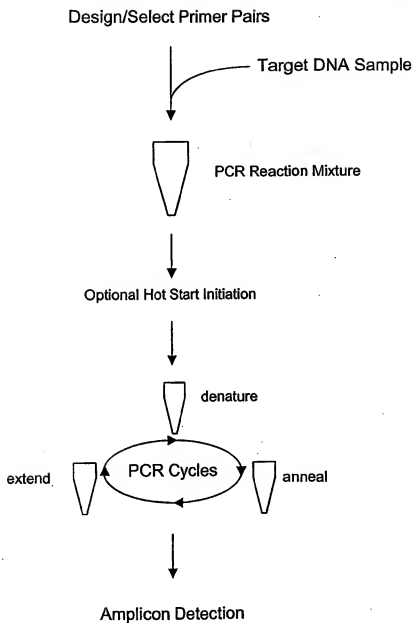 Design/Select Primer Pairs
Target DNA Sample
PCR Reaction Mixture
Optional Hot Start Initiation
denature
extend
PCR Cycles
anneal
Amplicon Detection